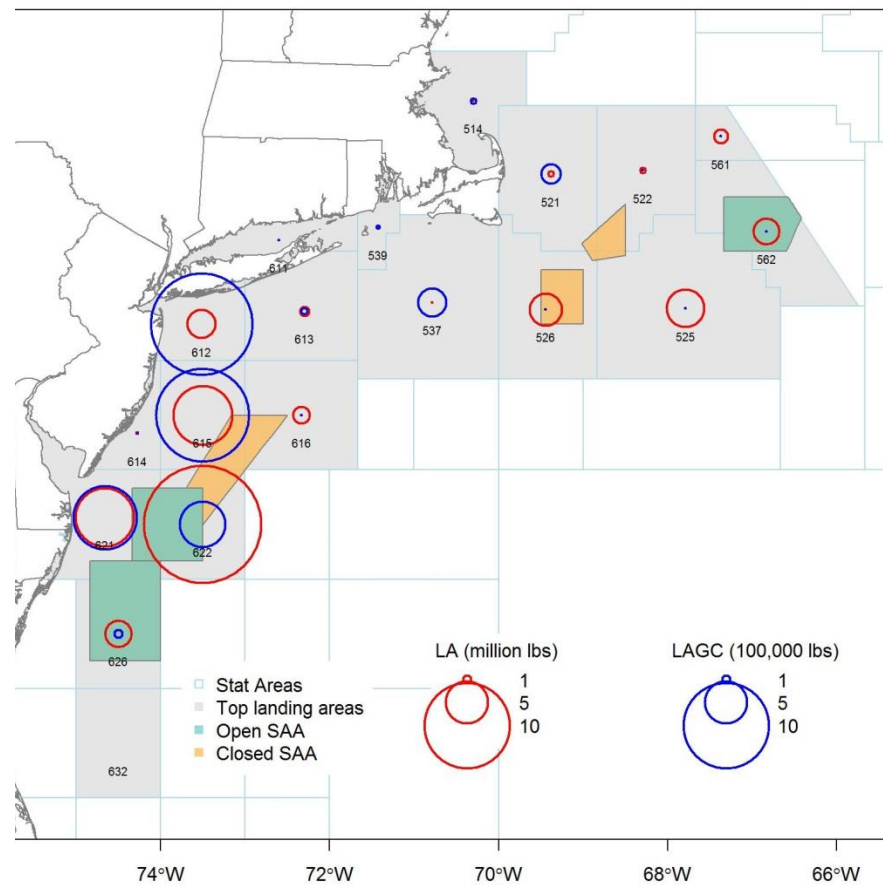 514
561
521
522
562
611
539
537
526
525
612
613
615
616
614
621
622
626
632
LA (million lbs)
1
5
10
LAGC (100,000 lbs)
1
5
10
Stat Areas
Top landing areas
Open SAA
Closed SAA
74°W
72°W
70°W
68°W
66°W